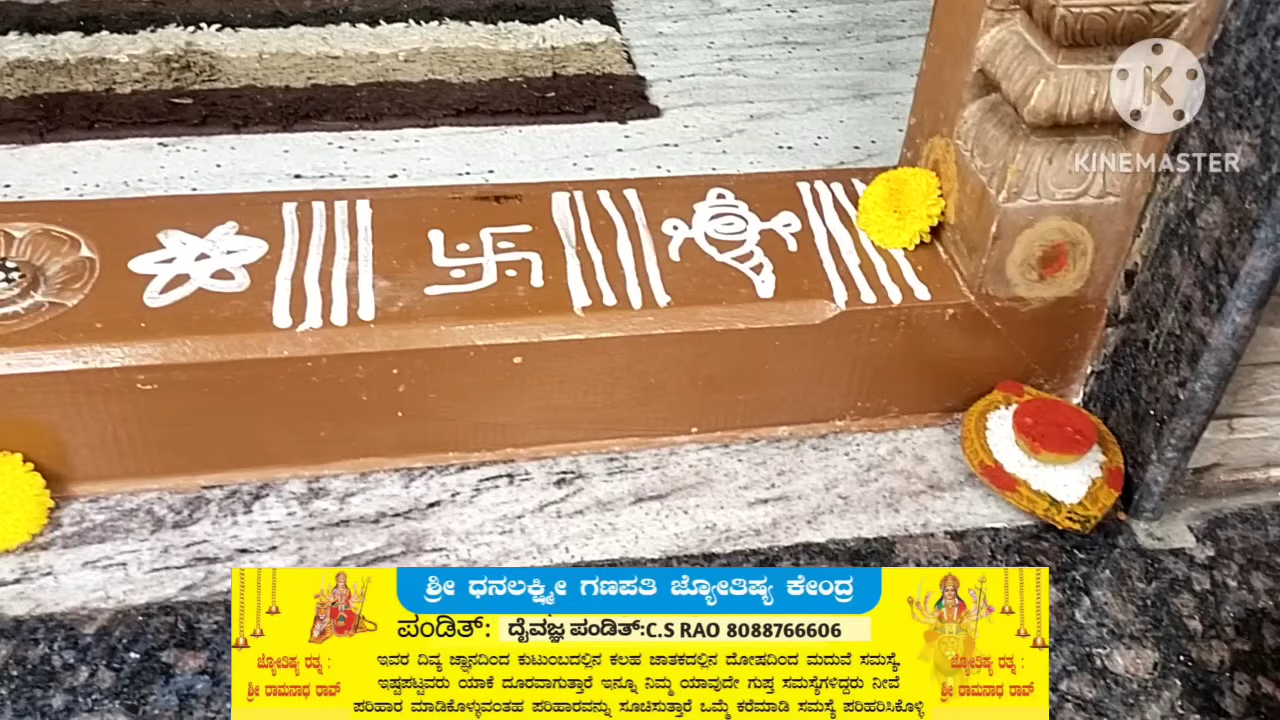 KINEMASTER
ಶ್ರೀ ಧನಲಕ್ಷ್ಮೀ ಗಣಪತಿ ಜ್ಯೋತಿಷ್ಯ ಕೇಂದ್ರ
ಪಂಡಿತ್: ದೈವಜ್ಞ ಪಂಡಿತ್:C.S RAO 8088766606
ಇವರ ದಿವ್ಯ ಜ್ಞಾನದಿಂದ ಕುಟುಂಬದಲ್ಲಿನ ಕಲಹ ಜಾತಕದಲ್ಲಿನ ದೋಷದಿಂದ ಮದುವೆ ಸಮಸ್ಯೆ
ಇಷ್ಟಪಟ್ಟವರು ಯಾಕೆ ದೂರವಾಗುತ್ತಾರೆ ಇನ್ನೂ ನಿಮ್ಮ ಯಾವುದೇ ಗುಪ್ತ ಸಮಸ್ಯೆಗಳಿದ್ದರು ನೀವೆ
ಪರಿಹಾರ ಮಾಡಿಕೊಳ್ಳುವಂತಹ ಪರಿಹಾರವನ್ನು ಸೂಚಿಸುತ್ತಾರೆ ಒಮ್ಮೆ ಕರೆಮಾಡಿ ಸಮಸ್ಯೆ ಪರಿಹರಿಸಿಕೊಳ್ಳಿ
ಜ್ಯೋತಿಷ್ಯ ರತ್ನ :
ಶ್ರೀ ರಾಮನಾಥ ರಾವ್
ಜ್ಯೋತಿಷ್ಯ ರತ್ನ :
ಶ್ರೀ ರಾಮನಾಥ ರಾವ್